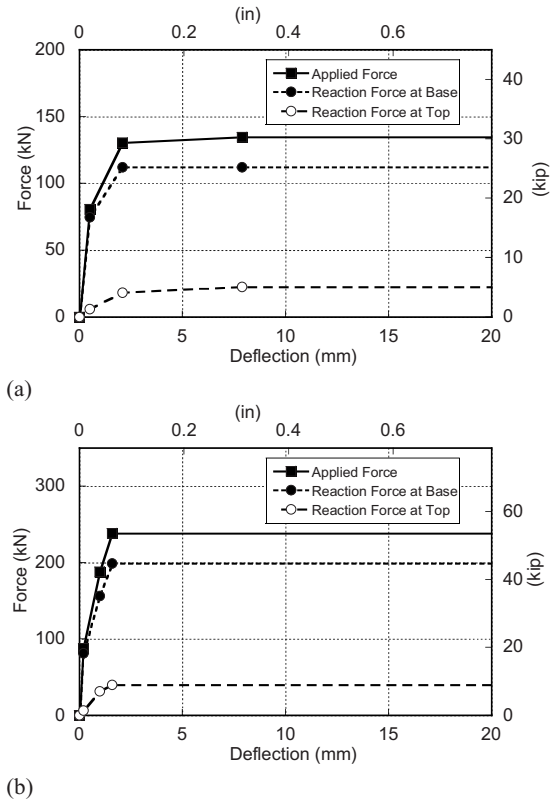 (in)
0 0.2 0.4 0.6
200
150
100
50
0
Force (kN)
Applied Force
Reaction Force at Base
Reaction Force at Top
40
30
20
10
0
(kip)
0 5 10 15 20
Deflection (mm)
(a)
(in)
0 0.2 0.4 0.6
300
200
100
0
Force (kN)
Applied Force
Reaction Force at Base
Reaction Force at Top
60
40
20
0
(kip)
0 5 10 15 20
Deflection (mm)
(b)